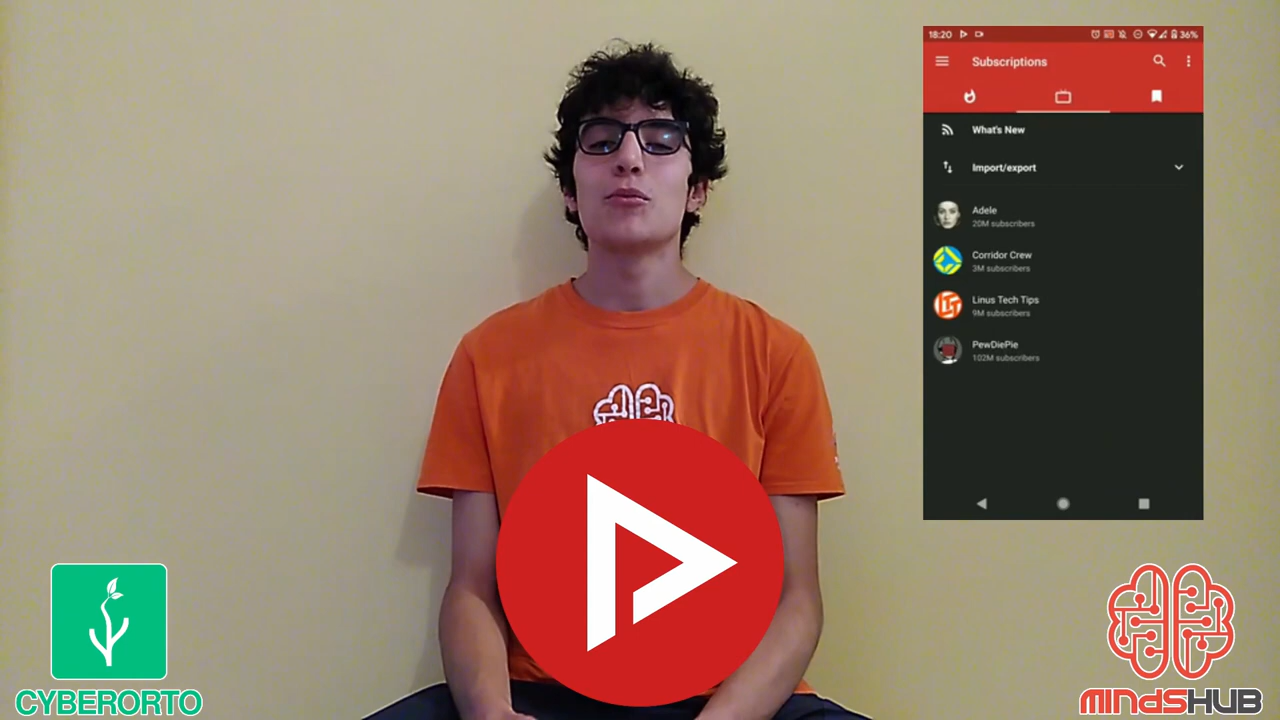 18:20
36%
Subscriptions
What's New
Import/export
Adele
20M subscribers
Corridor Crew
3M subscribers
Linus Tech Tips
9M subscribers
PewDiePie
102M subscribers
CYBERORTO
MINDSHUB